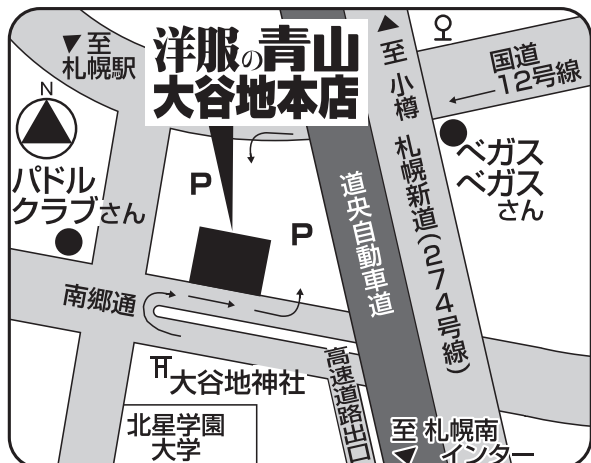 洋服の青山
大谷地本店
▼至
札幌駅
N
パドル
クラブさん
P
P
▲至 小樽 札幌新道(274号線)
国道
12号線
ベガス
ベガス
さん
道央自動車道
南郷通
大谷地神社
高速道路出口
北星学園
大学
至 札幌南
▼ インター